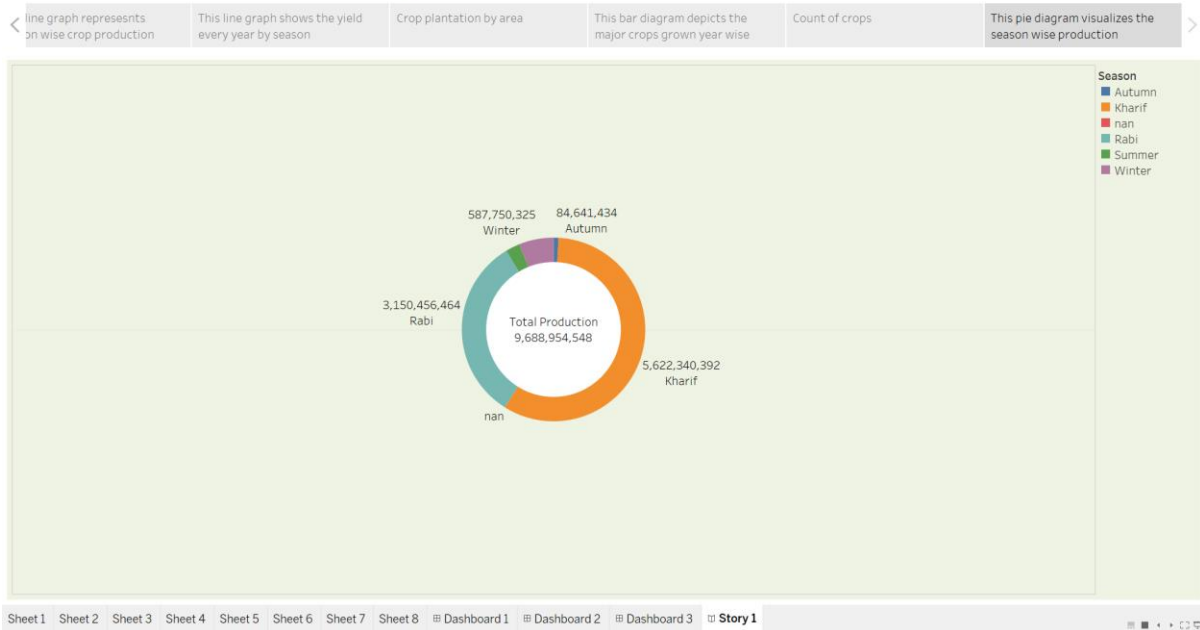 line graph represesnts
on wise crop production
This line graph shows the yield
every year by season
Crop plantation by area
This bar diagram depicts the
major crops grown year wise
Count of crops
This pie diagram visualizes the
season wise production
Season
Autumn
Kharif
nan
Rabi
Summer
Winter
587,750,325
Winter
84,641,434
Autumn
3,150,456,464
Rabi
Total Production
9,688,954,548
5,622,340,392
Kharif
nan
Sheet 1 Sheet 2 Sheet 3 Sheet 4 Sheet 5 Sheet 6 Sheet 7 Sheet 8 Dashboard 1 Dashboard 2 Dashboard 3 Story 1